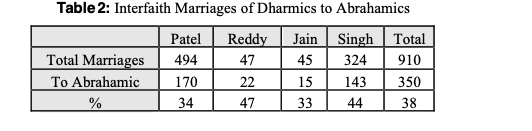 Table 2: Interfaith Marriages of Dharmics to Abrahamics
Patel Reddy Jain Singh Total
Total Marriages 494 47 45 324 910
To Abrahamic 170 22 15 143 350
% 34 47 33 44 38